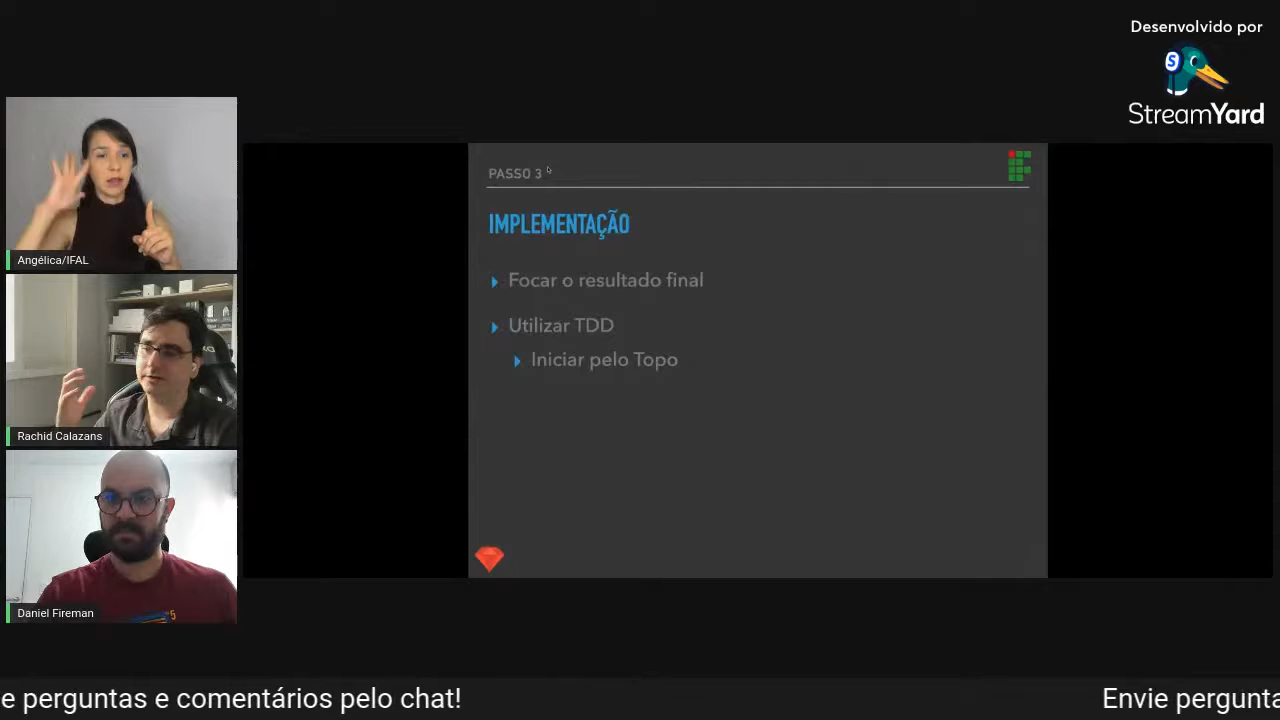 Desenvolvido por
StreamYard
Angélica/IFAL
Rachid Calazans
5
Daniel Fireman
PASSO 3
IMPLEMENTAÇÃO
Focar o resultado final
Utilizar TDD
Iniciar pelo Topo
e perguntas e comentários pelo chat!
Envie pergunta